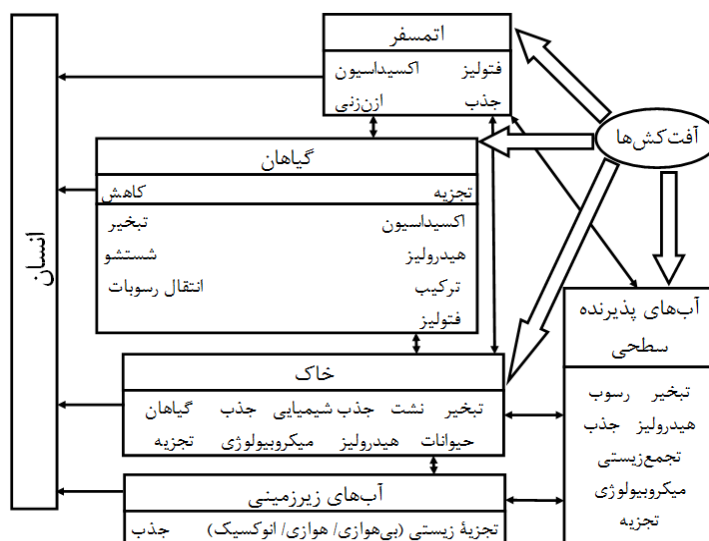 اتمسفر
فتولیز اکسیداسیون
جذب ازن‌زنی
آفت‌کش‌ها
گیاهان
تجزیه کاهش
اکسیداسیون تبخیر
هیدرولیز شستشو
ترکیب انتقال رسوبات
فتولیز
انسان
آب‌های پذیرنده
سطحی
تبخیر رسوب
هیدرولیز جذب
تجمع‌زیستی
میکروبیولوژی
تجزیه
خاک
تبخیر نشت جذب شیمیایی جذب گیاهان
حیوانات هیدرولیز میکروبیولوژی تجزیه
آب‌های زیرزمینی
تجزیۀ زیستی (بی‌هوازی/ هوازی/ انوکسیک) جذب